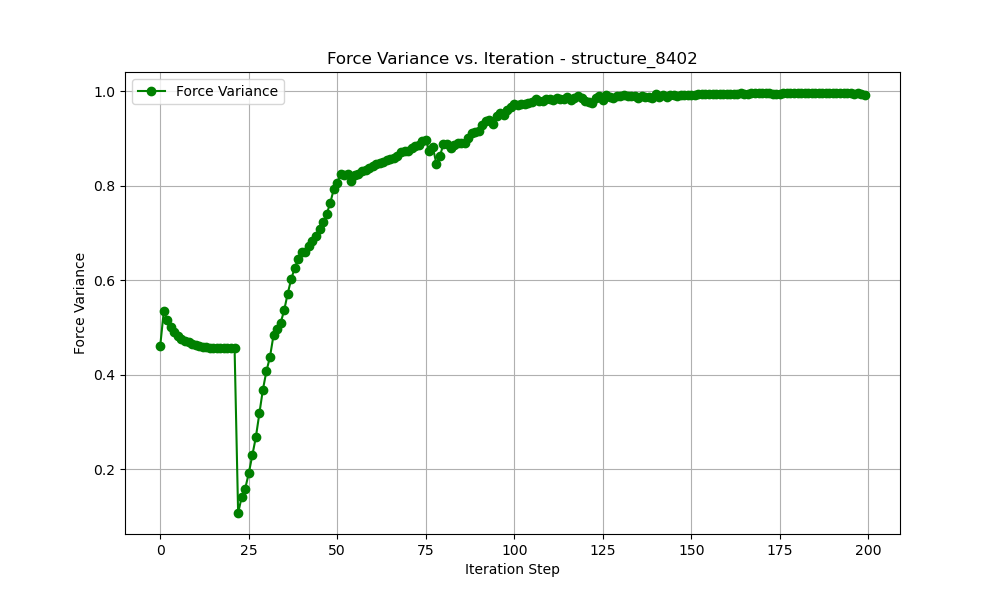 Force Variance vs. Iteration - structure_8402
Force Variance
1.0
0.8
0.6
0.4
0.2
Force Variance
0 25 50 75 100 125 150 175 200
Iteration Step